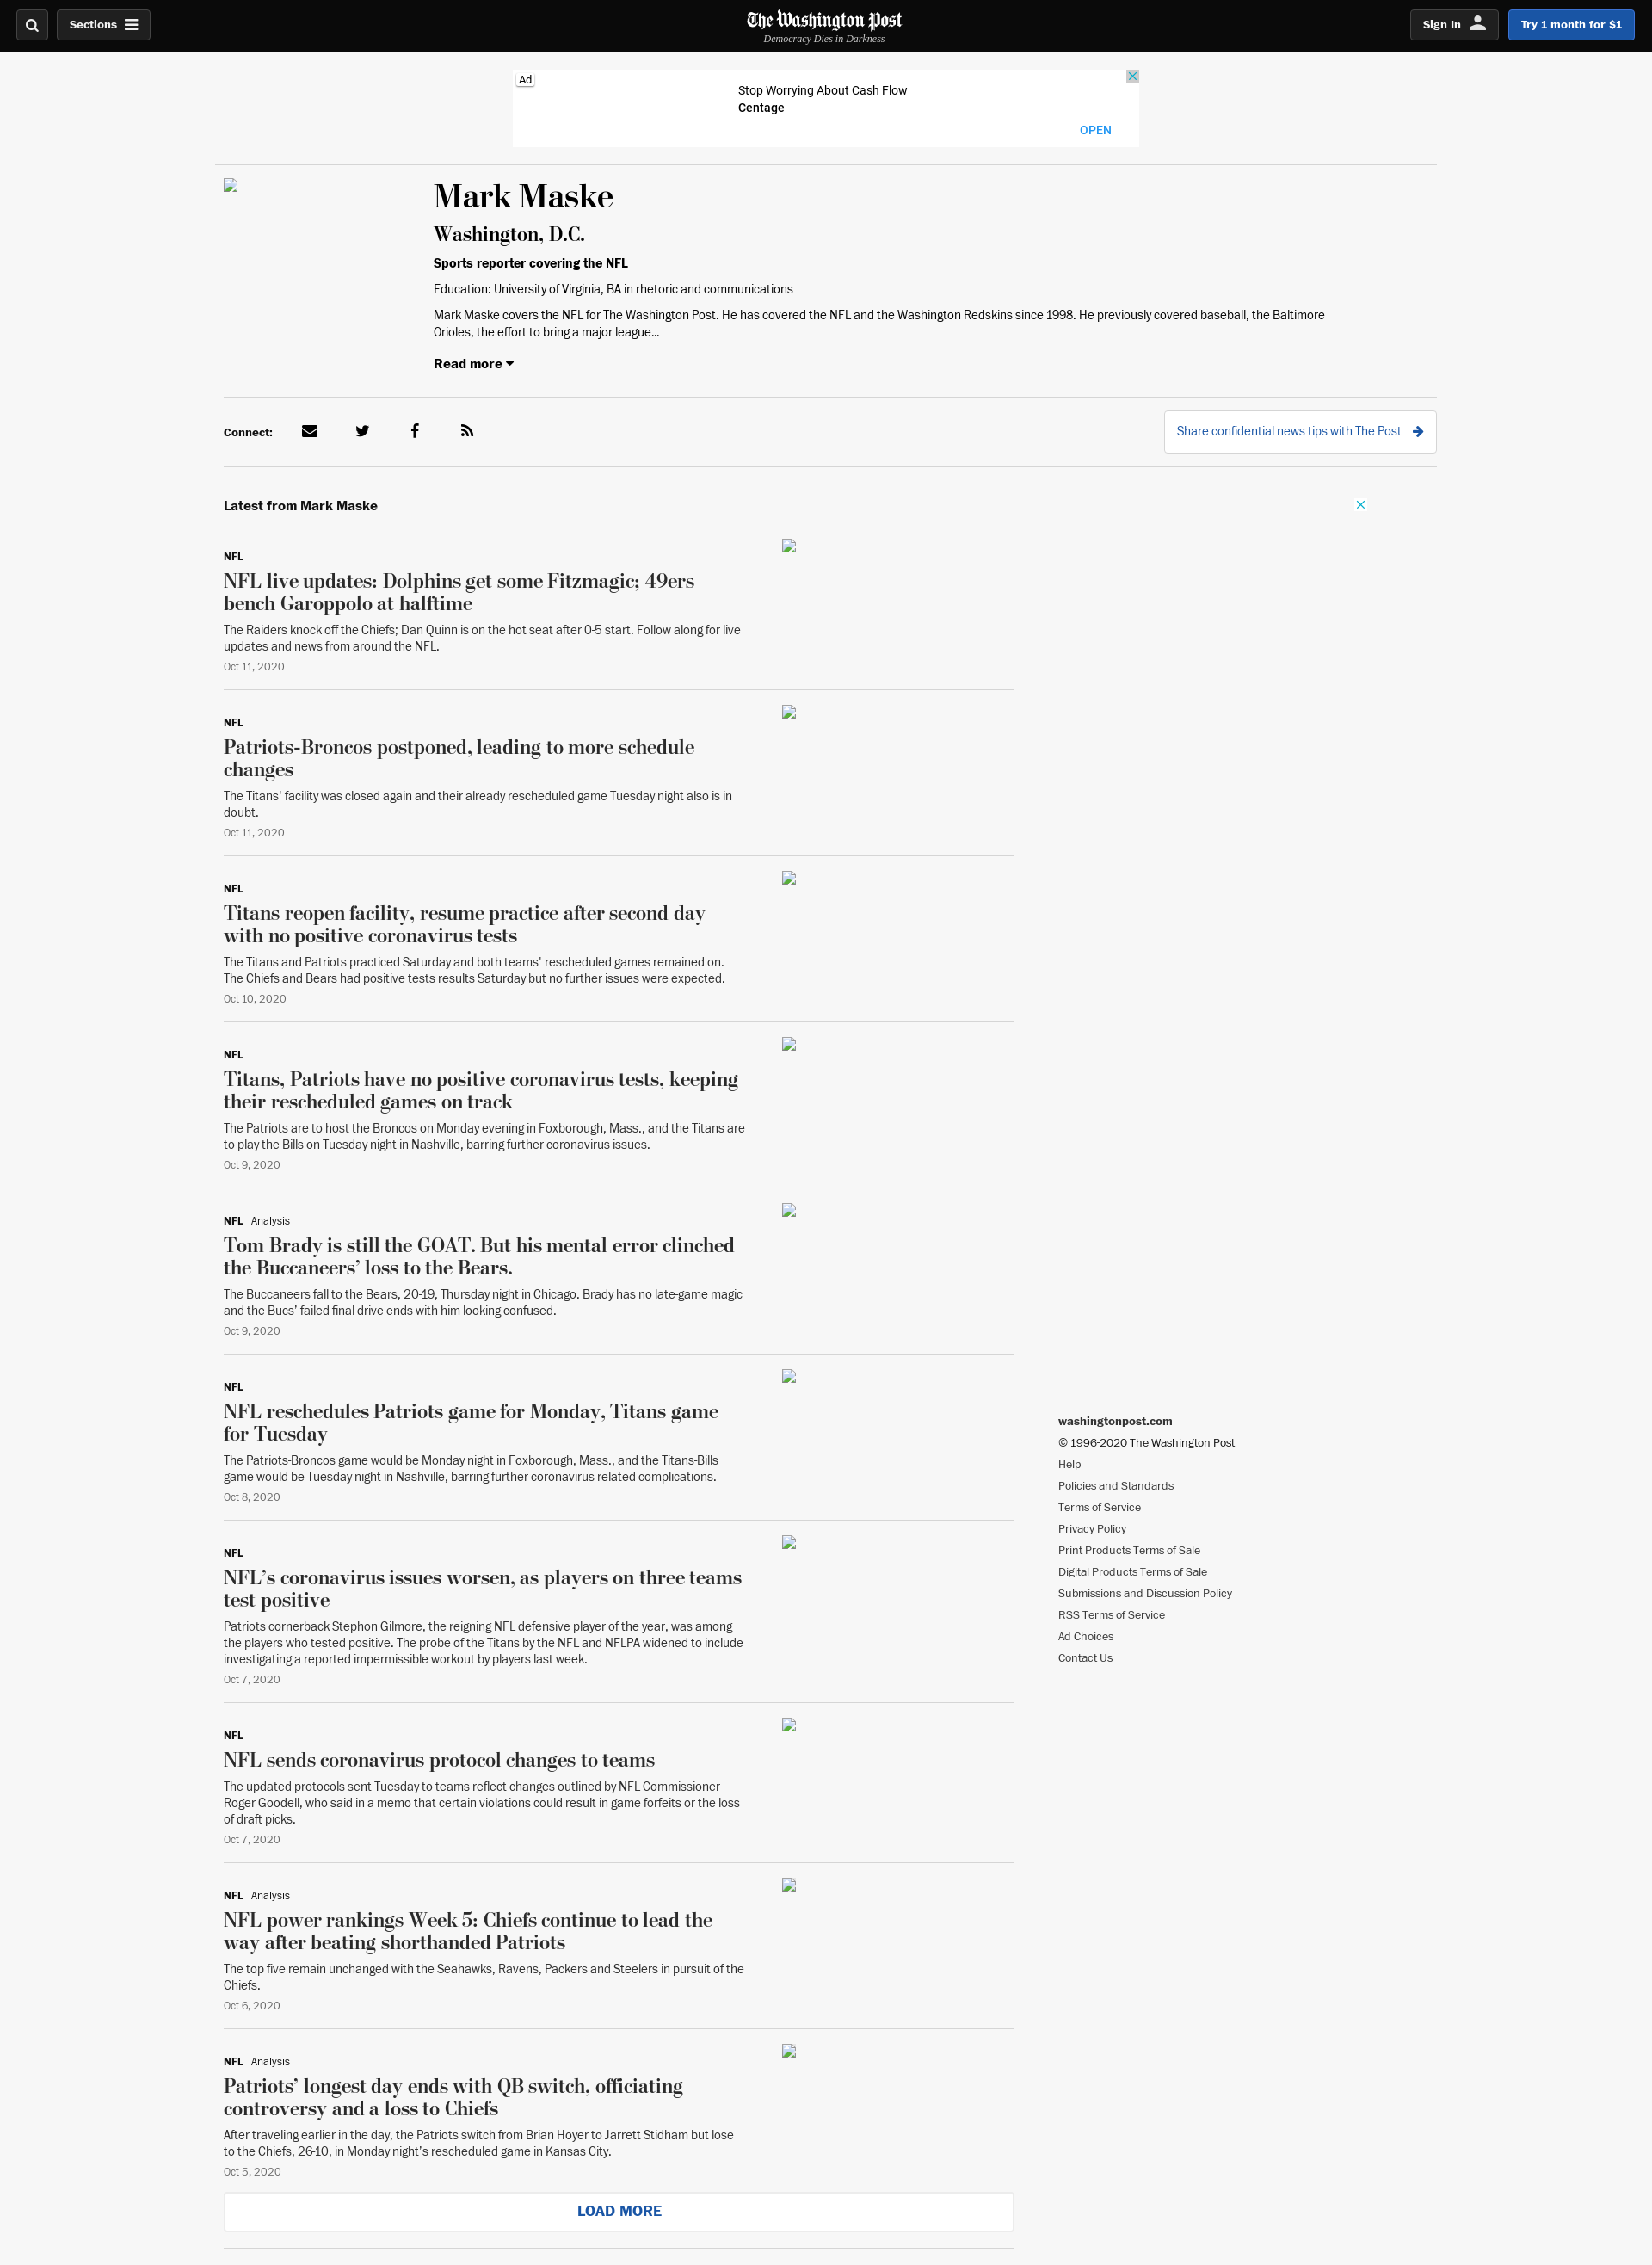 Sections
The Washington Post
Democracy Dies in Darkness
Sign In
Try 1 month for $1
Ad
Stop Worrying About Cash Flow
Centage
OPEN
Mark Maske
Washington, D.C.
Sports reporter covering the NFL
Education: University of Virginia, BA in rhetoric and communications
Mark Maske covers the NFL for The Washington Post. He has covered the NFL and the Washington Redskins since 1998. He previously covered baseball, the Baltimore
Orioles, the effort to bring a major league...
Read more
Connect:
Share confidential news tips with The Post
Latest from Mark Maske
NFL
NFL live updates: Dolphins get some Fitzmagic; 49ers
bench Garoppolo at halftime
The Raiders knock off the Chiefs; Dan Quinn is on the hot seat after 0-5 start. Follow along for live
updates and news from around the NFL.
Oct 11, 2020
NFL
Patriots-Broncos postponed, leading to more schedule
changes
The Titans' facility was closed again and their already rescheduled game Tuesday night also is in
doubt.
Oct 11, 2020
NFL
Titans reopen facility, resume practice after second day
with no positive coronavirus tests
The Titans and Patriots practiced Saturday and both teams' rescheduled games remained on.
The Chiefs and Bears had positive tests results Saturday but no further issues were expected.
Oct 10, 2020
NFL
Titans, Patriots have no positive coronavirus tests, keeping
their rescheduled games on track
The Patriots are to host the Broncos on Monday evening in Foxborough, Mass., and the Titans are
to play the Bills on Tuesday night in Nashville, barring further coronavirus issues.
Oct 9, 2020
NFL Analysis
Tom Brady is still the GOAT. But his mental error clinched
the Buccaneers’ loss to the Bears.
The Buccaneers fall to the Bears, 20-19, Thursday night in Chicago. Brady has no late-game magic
and the Bucs’ failed final drive ends with him looking confused.
Oct 9, 2020
NFL
NFL reschedules Patriots game for Monday, Titans game
for Tuesday
The Patriots-Broncos game would be Monday night in Foxborough, Mass., and the Titans-Bills
game would be Tuesday night in Nashville, barring further coronavirus related complications.
Oct 8, 2020
NFL
NFL’s coronavirus issues worsen, as players on three teams
test positive
Patriots cornerback Stephon Gilmore, the reigning NFL defensive player of the year, was among
the players who tested positive. The probe of the Titans by the NFL and NFLPA widened to include
investigating a reported impermissible workout by players last week.
Oct 7, 2020
NFL
NFL sends coronavirus protocol changes to teams
The updated protocols sent Tuesday to teams reflect changes outlined by NFL Commissioner
Roger Goodell, who said in a memo that certain violations could result in game forfeits or the loss
of draft picks.
Oct 7, 2020
NFL Analysis
NFL power rankings Week 5: Chiefs continue to lead the
way after beating shorthanded Patriots
The top five remain unchanged with the Seahawks, Ravens, Packers and Steelers in pursuit of the
Chiefs.
Oct 6, 2020
NFL Analysis
Patriots’ longest day ends with QB switch, officiating
controversy and a loss to Chiefs
After traveling earlier in the day, the Patriots switch from Brian Hoyer to Jarrett Stidham but lose
to the Chiefs, 26-10, in Monday night's rescheduled game in Kansas City.
Oct 5, 2020
LOAD MORE
washingtonpost.com
© 1996-2020 The Washington Post
Help
Policies and Standards
Terms of Service
Privacy Policy
Print Products Terms of Sale
Digital Products Terms of Sale
Submissions and Discussion Policy
RSS Terms of Service
Ad Choices
Contact Us